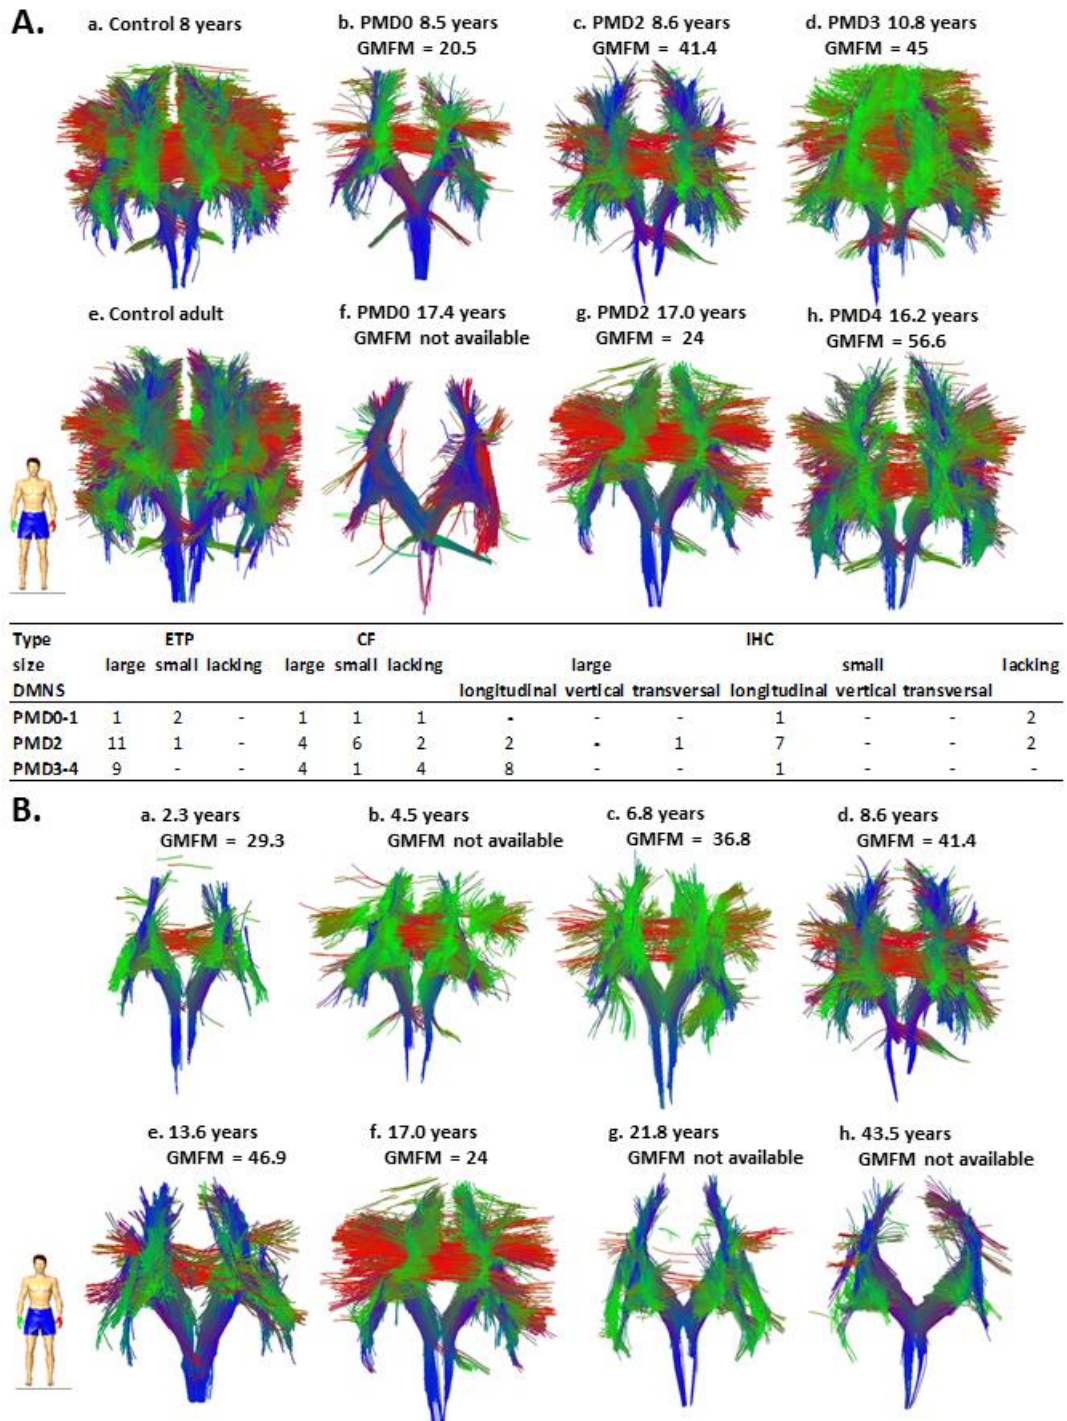 A.
a. Control 8 years
b. PMD0 8.5 years
GMFM = 20.5
c. PMD2 8.6 years
GMFM = 41.4
d. PMD3 10.8 years
GMFM = 45
e. Control adult
f. PMD0 17.4 years
GMFM not available
g. PMD2 17.0 years
GMFM = 24
h. PMD4 16.2 years
GMFM = 56.6
Type ETP CF IHC
size large small lacking large small lacking large small lacking
DMNS longitudinal vertical transversal longitudinal vertical transversal
PMD0-1 1 2 - 1 1 1 - - - 1 - - 2
PMD2 11 1 - 4 6 2 2 - 1 7 - - 2
PMD3-4 9 - - 4 1 4 8 - - 1 - - -
B.
a. 2.3 years
GMFM = 29.3
b. 4.5 years
GMFM not available
c. 6.8 years
GMFM = 36.8
d. 8.6 years
GMFM = 41.4
e. 13.6 years
GMFM = 46.9
f. 17.0 years
GMFM = 24
g. 21.8 years
GMFM not available
h. 43.5 years
GMFM not available